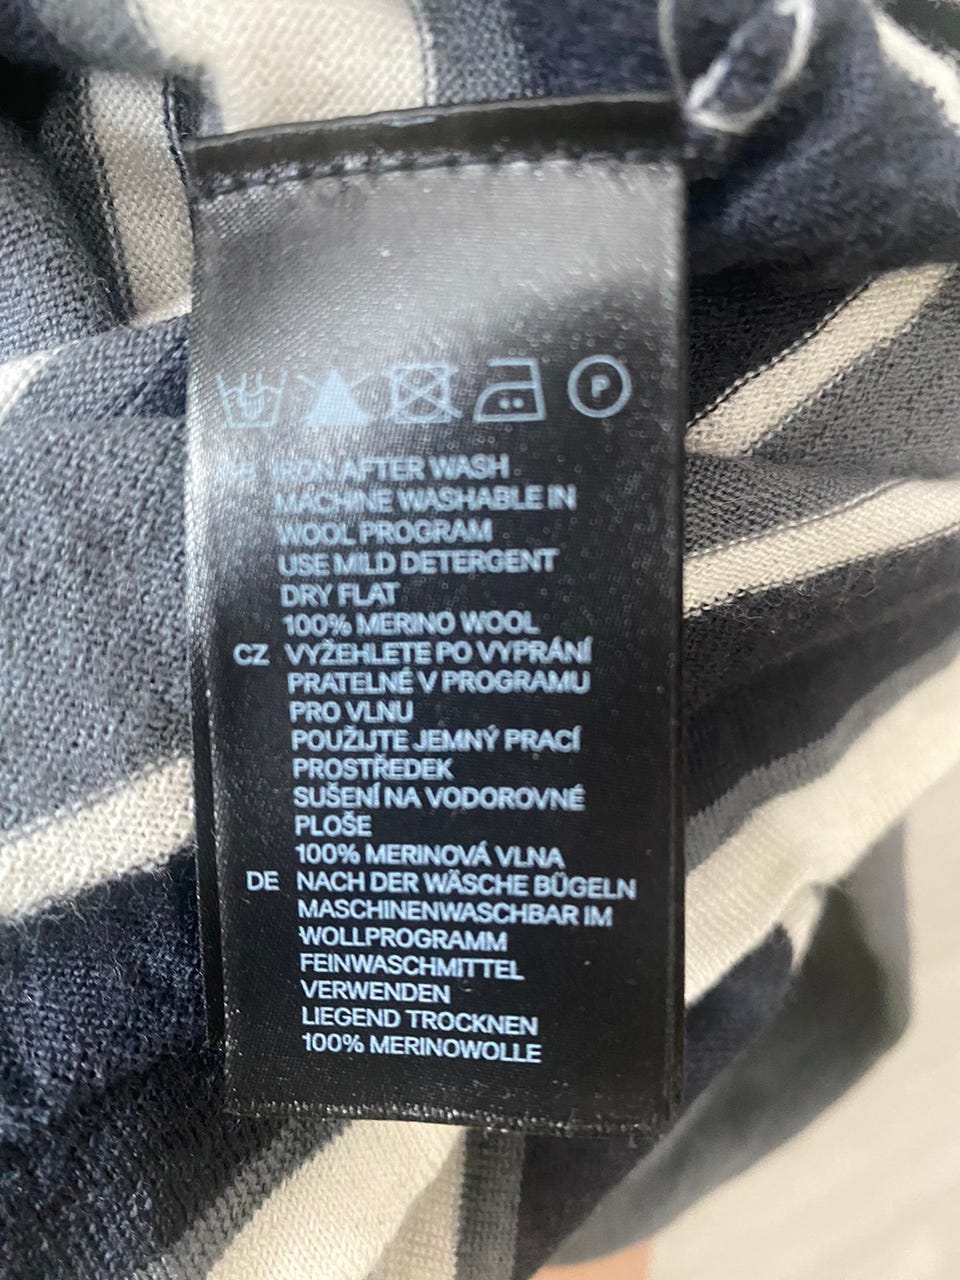 P
IRON AFTER WASH
MACHINE WASHABLE IN
WOOL PROGRAM
USE MILD DETERGENT
DRY FLAT
100% MERINO WOOL
CZ VYŽEHLETE PO VYPRÁNÍ
PRATELNÉ V PROGRAMU
PRO VLNU
POUŽIJTE JEMNÝ PRACÍ
PROSTŘEDEK
SUŠENÍ NA VODOROVNÉ
PLOŠE
100% MERINOVÁ VLNA
DE NACH DER WÄSCHE BÜGELN
MASCHINENWASCHBAR IM
WOLLPROGRAMM
FEINWASCHMITTEL
VERWENDEN
LIEGEND TROCKNEN
100% MERINOWOLLE